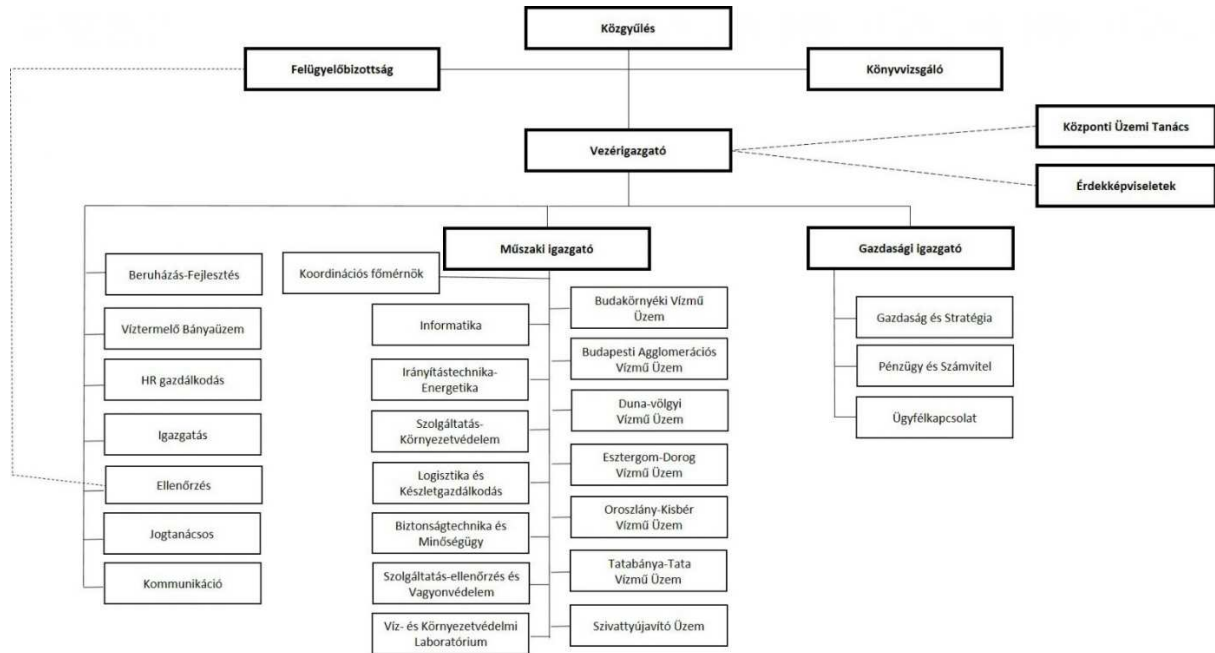 Közgyűlés
Felügyelőbizottság
Könyvvizsgáló
Központi Üzemi Tanács
Vezérigazgató
Érdekképviseletek
Műszaki igazgató
Gazdasági igazgató
Beruházás-Fejlesztés
Víztermelő Bányaüzem
HR gazdálkodás
Igazgatás
Ellenőrzés
Jogtanácsos
Kommunikáció
Koordinációs főmérnök
Informatika
Irányítástechnika-
Energetika
Szolgáltatás-
Környezetvédelem
Logisztika és
Készletgazdálkodás
Biztonságtechnika és
Minőségügy
Szolgáltatás-ellenőrzés és
Vagyonvédelem
Víz- és Környezetvédelmi
Laboratórium
Budakörnyéki Vízmű
Üzem
Budapesti Agglomerációs
Vízmű Üzem
Duna-völgyi
Vízmű Üzem
Esztergom-Dorog
Vízmű Üzem
Oroszlány-Kisbér
Vízmű Üzem
Tatabánya-Tata
Vízmű Üzem
Szivattyújavító Üzem
Gazdaság és Stratégia
Pénzügy és Számvitel
Ügyfélkapcsolat